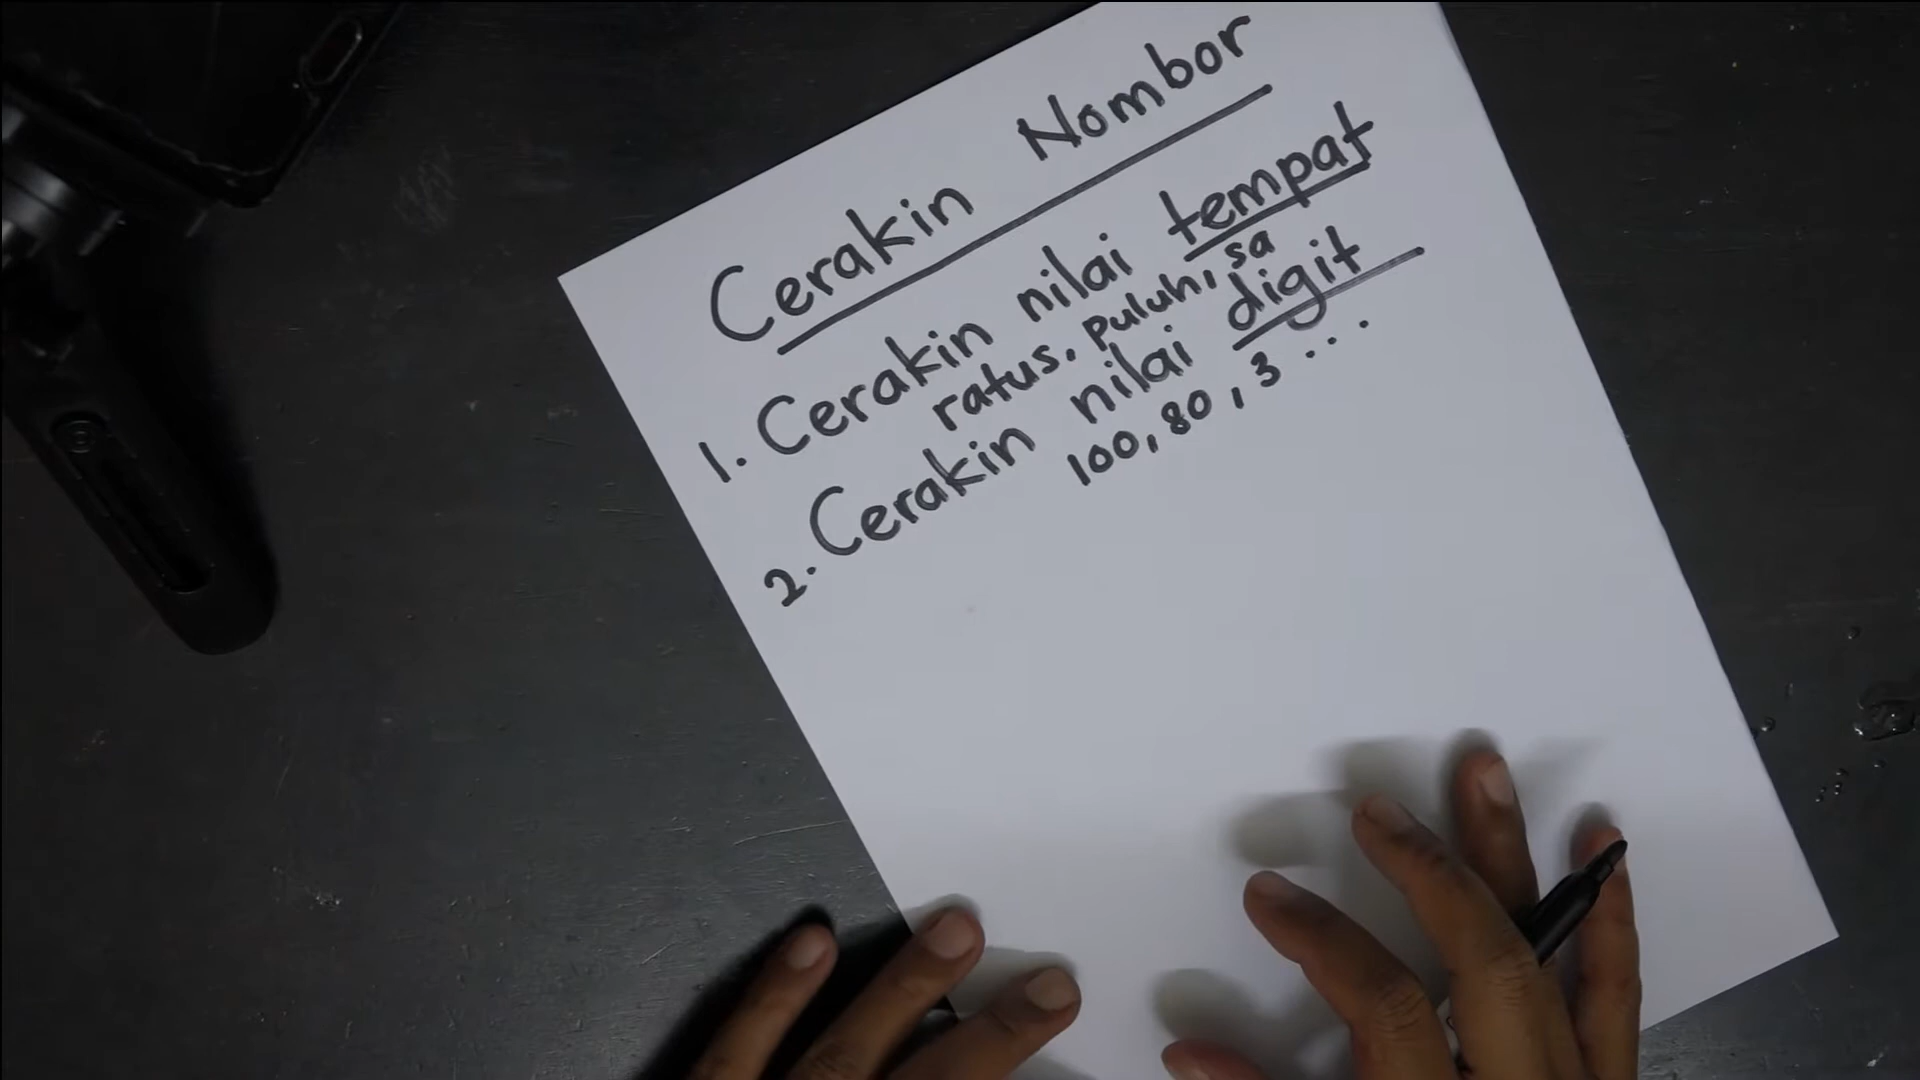 Cerakin Nombor
1. Cerakin nilai tempat
ratus. puluh, sa
2. Cerakin nilai digit
100, 80, 3 ...